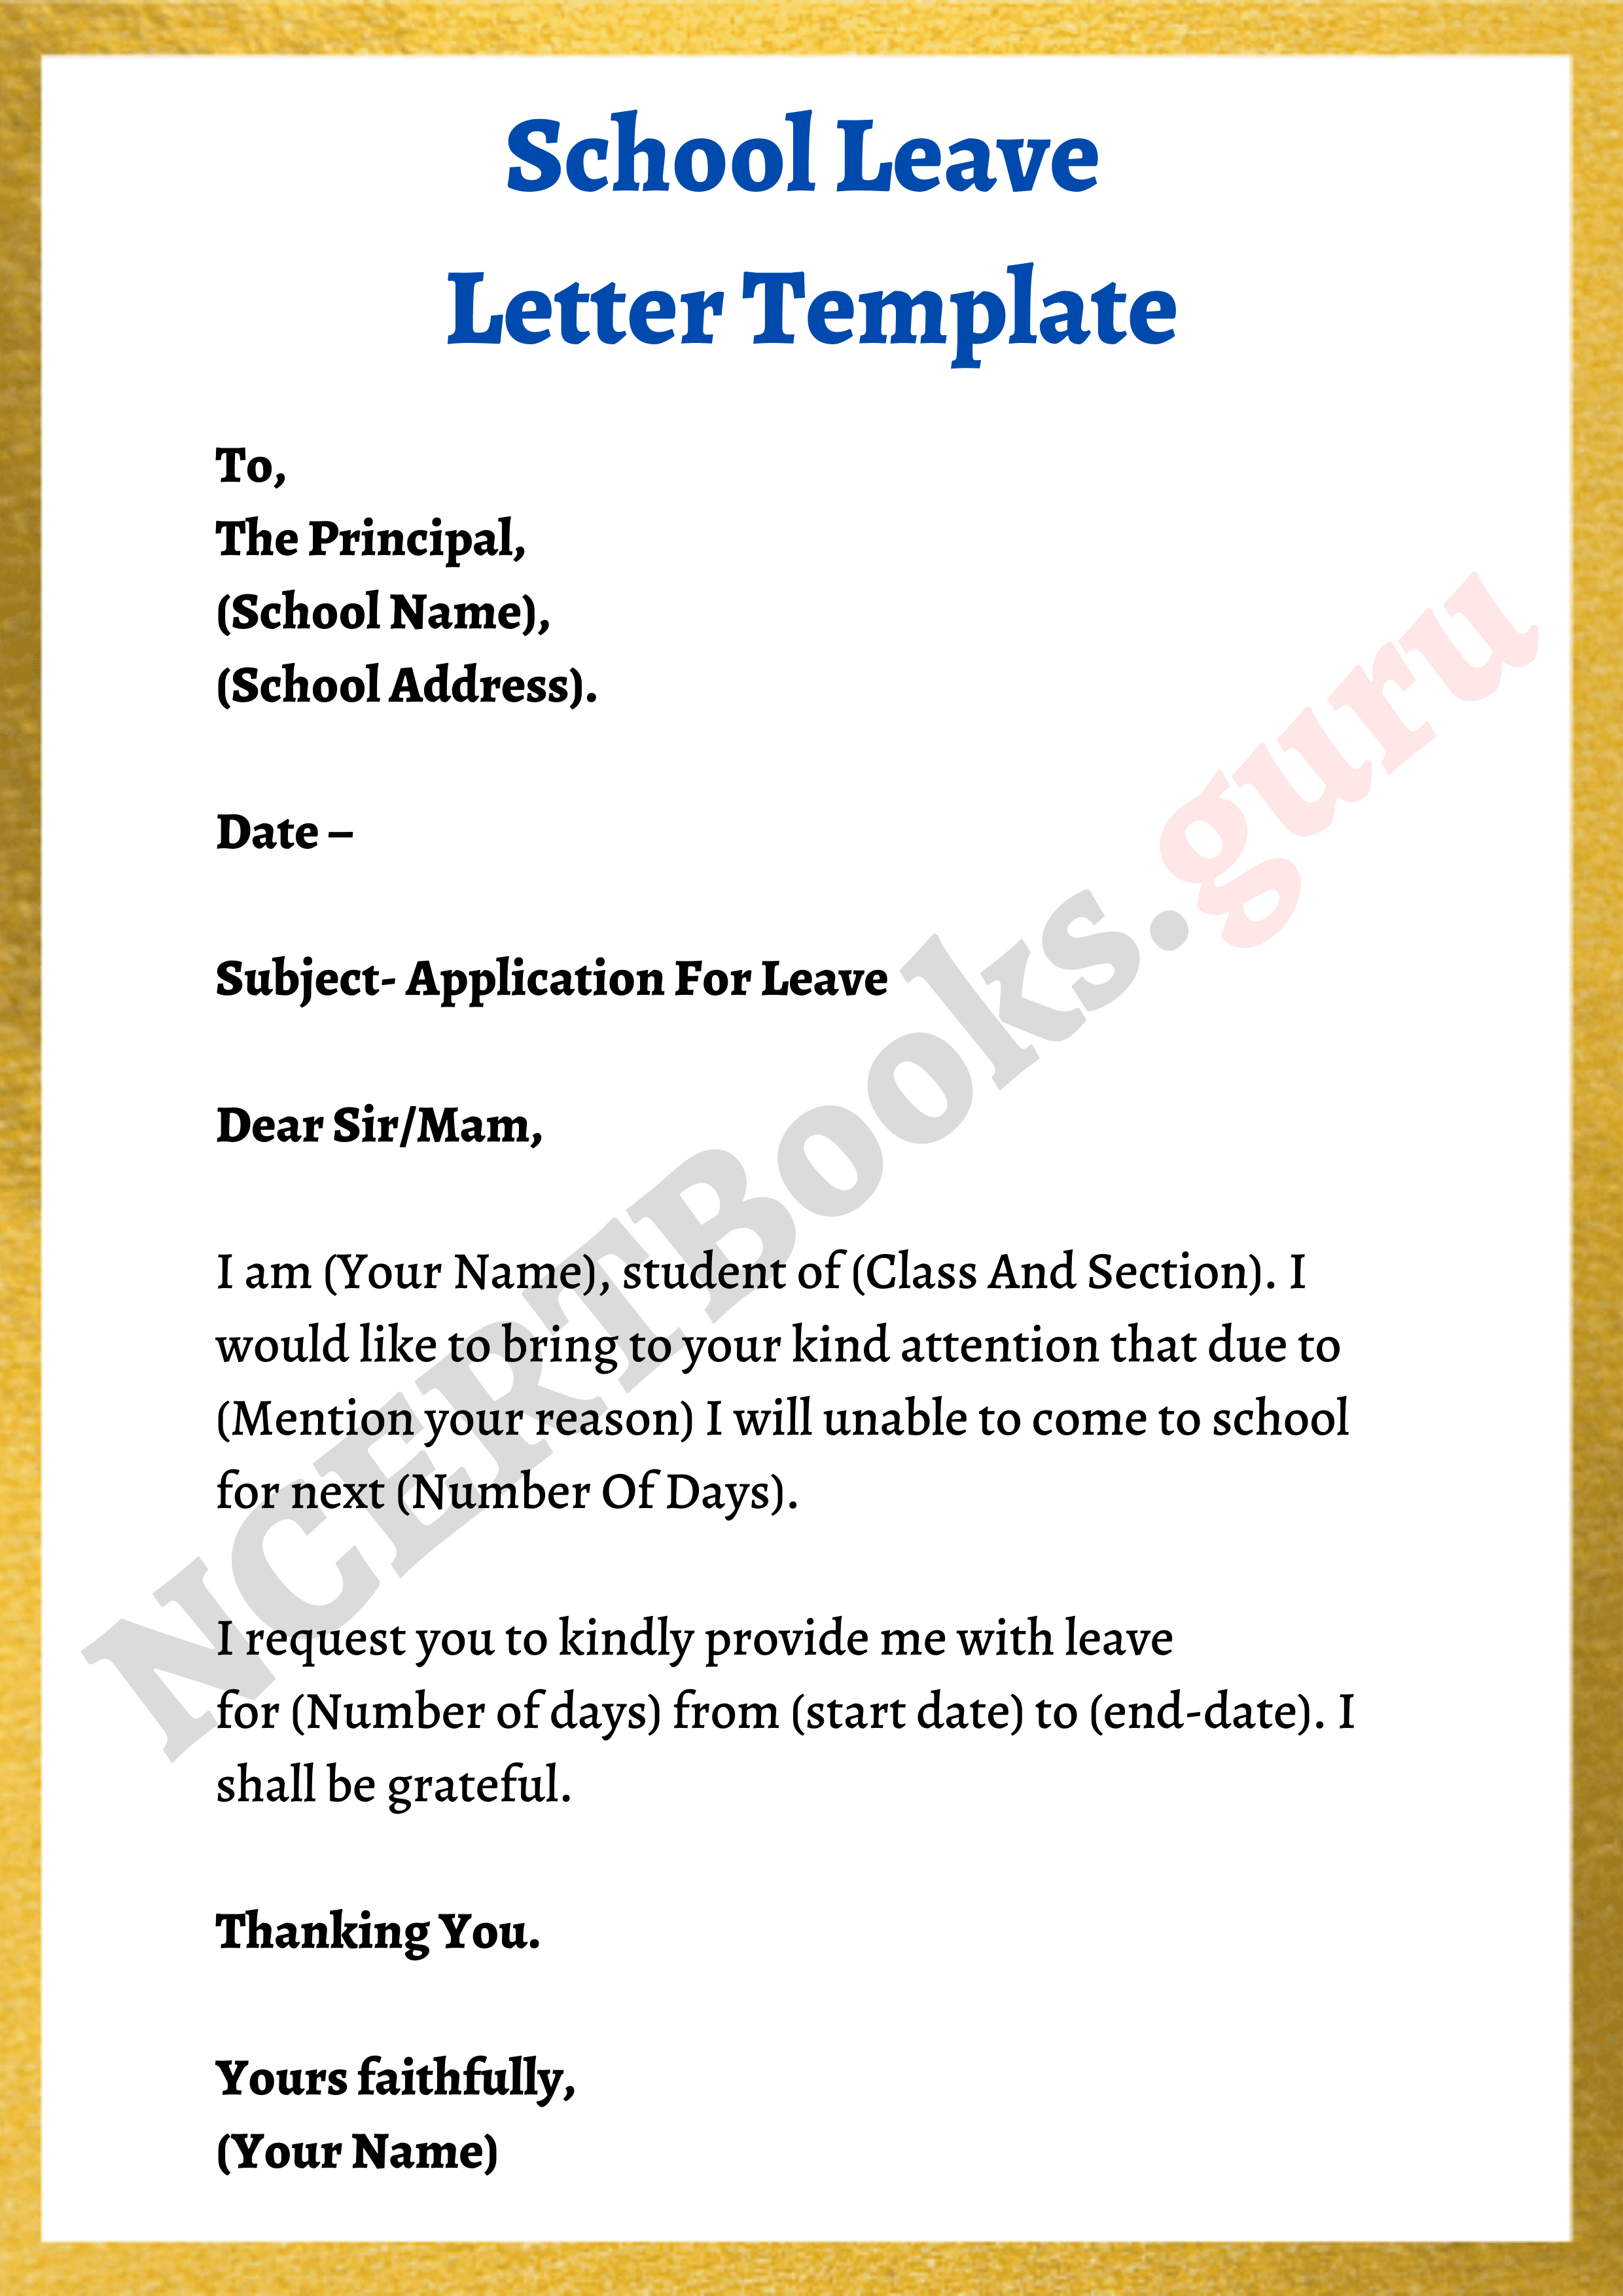 School Leave
Letter Template
To,
The Principal,
(School Name),
(School Address).
Date –
Subject- Application For Leave
Dear Sir/Mam,
I am (Your Name), student of (Class And Section). I
would like to bring to your kind attention that due to
(Mention your reason) I will unable to come to school
for next (Number Of Days).
I request you to kindly provide me with leave
for (Number of days) from (start date) to (end-date). I
shall be grateful.
Thanking You.
Yours faithfully,
(Your Name)
NCERTBooks.guru